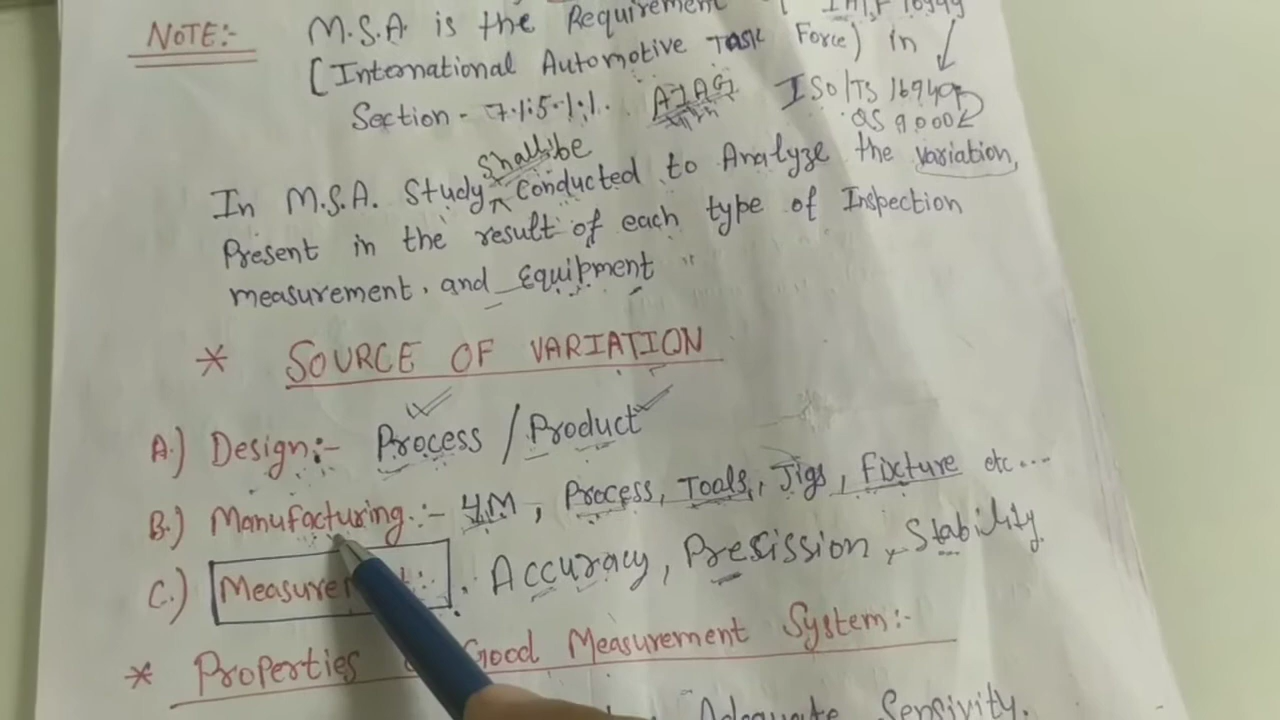 NOTE:- M.S.A. is the Requirement IATF 16949
(International Automotive Task Force) in
Section - 7.1.5.1.1. AIAG ISO/TS 16949
QS 9000
Shall be
In M.S.A. Study ^ Conducted to Analyze the variation,
Present in the result of each type of Inspection
measurement, and Equipment "
* SOURCE OF VARIATION
A.) Design:- Process / Product
B.) Manufacturing:- 4M, Process, Tools, Jigs, Fixture etc...
C.) Measurement:- Accuracy, Presission, Stability.
* Properties Good Measurement System:-
Adequate Sensivity.